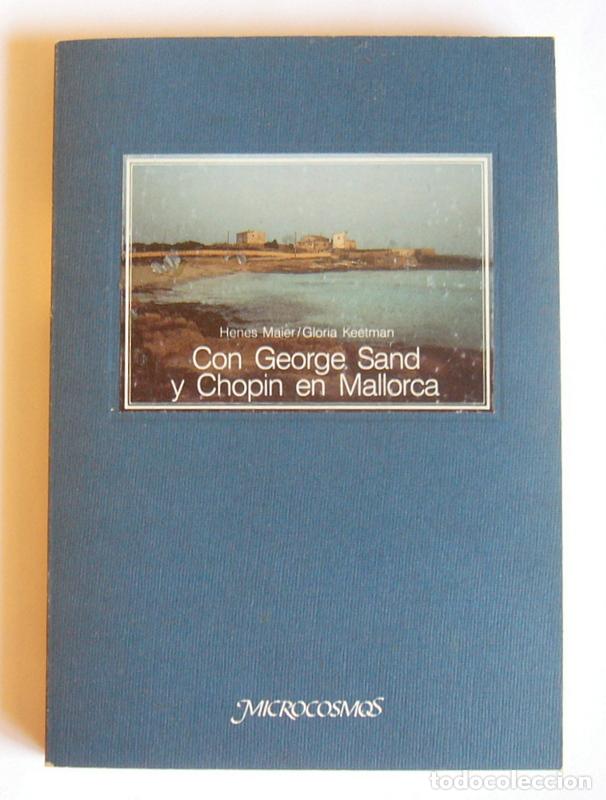 Henes Maier/Gloria Keetman
Con George Sand
y Chopin en Mallorca
MICROCOSMOS
todocoleccion